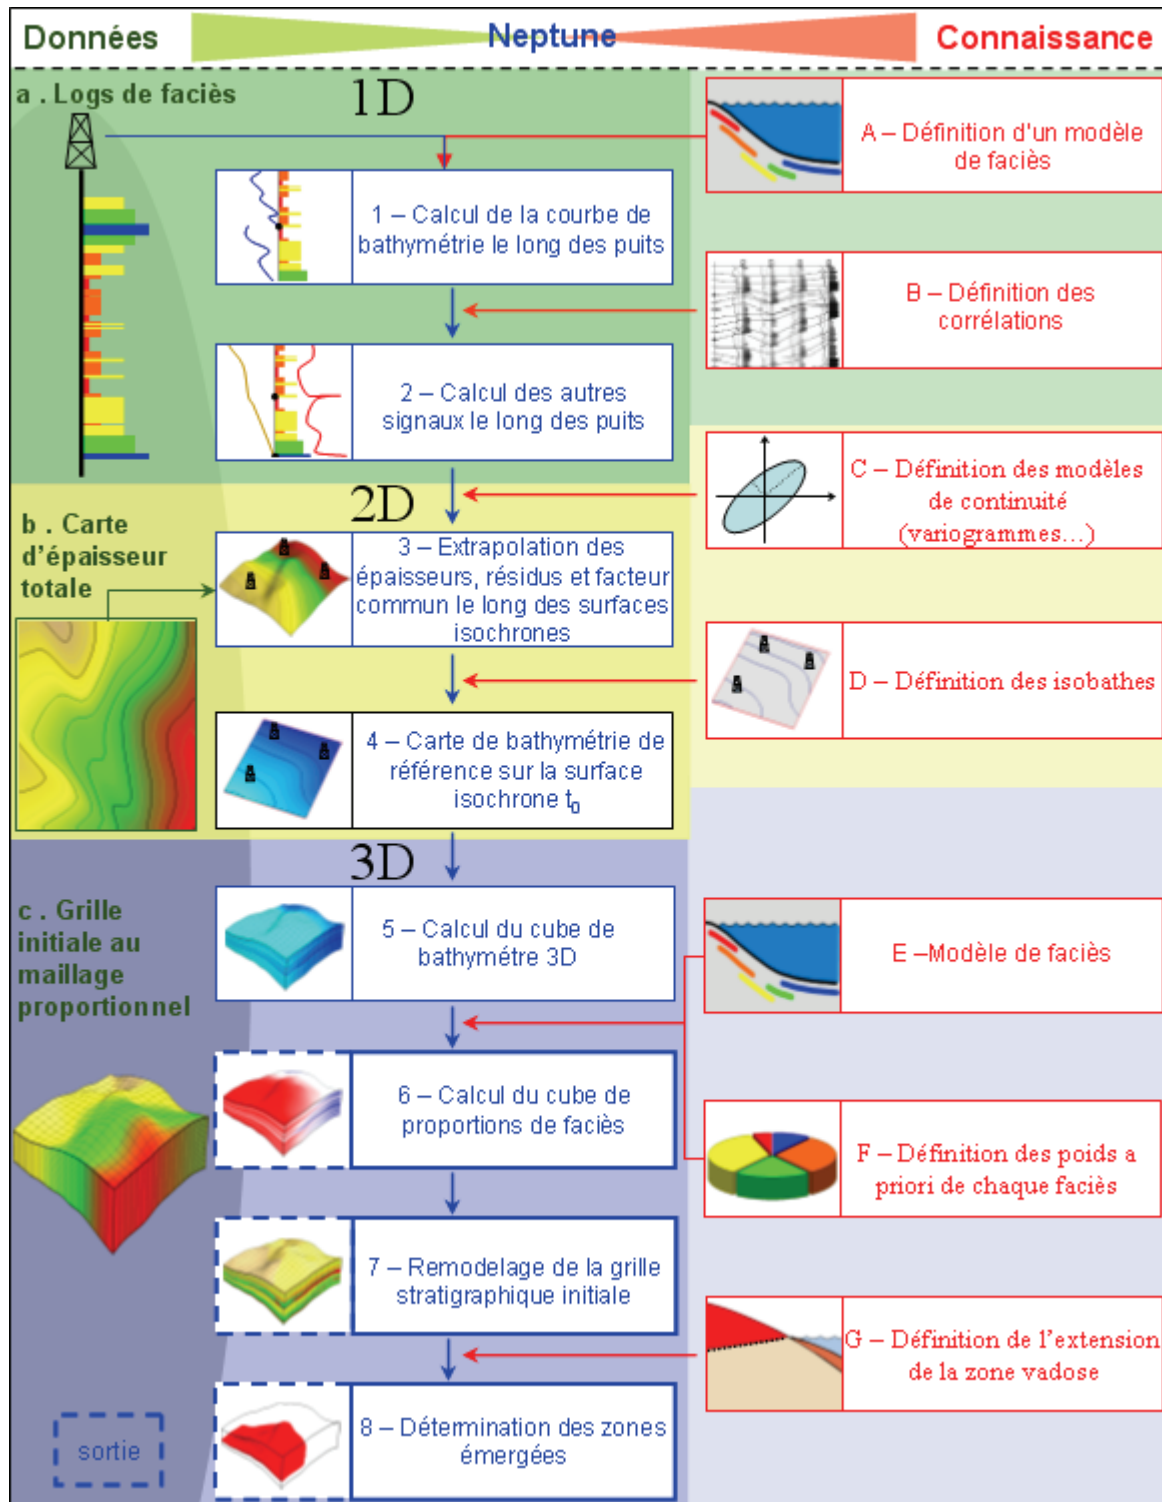 Données
Neptune
Connaissance
a . Logs de faciès
1D
A – Définition d'un modèle
de faciès
1 – Calcul de la courbe de
bathymétrie le long des puits
B – Définition des
corrélations
2 – Calcul des autres
signaux le long des puits
C – Définition des modèles
de continuité
(variogrammes...)
2D
b . Carte
d'épaisseur
totale
3 – Extrapolation des
épaisseurs, résidus et facteur
commun le long des surfaces
isochrones
D – Définition des isobathes
4 – Carte de bathymétrie de
référence sur la surface
isochrone t0
3D
c . Grille
initiale au
maillage
proportionnel
5 – Calcul du cube de
bathymétre 3D
E –Modèle de faciès
6 – Calcul du cube de
proportions de faciès
F – Définition des poids a
priori de chaque faciès
7 – Remodelage de la grille
stratigraphique initiale
G – Définition de l'extension
de la zone vadose
8 – Détermination des zones
émergées
sortie